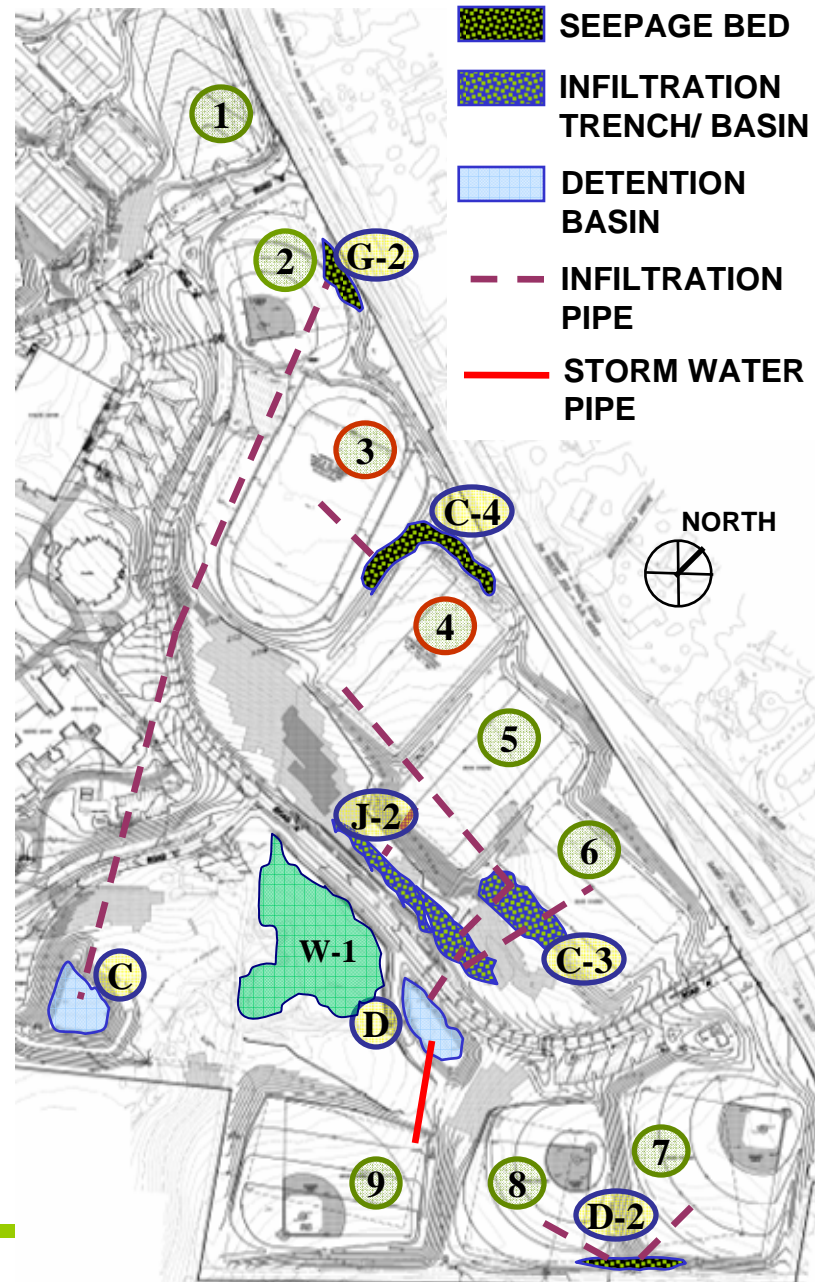 SEEPAGE BED
INFILTRATION
TRENCH/ BASIN
DETENTION
BASIN
INFILTRATION
PIPE
STORM WATER
PIPE
1
2
G-2
3
C-4
NORTH
4
5
J-2
6
W-1
C-3
C
D
7
8
9
D-2